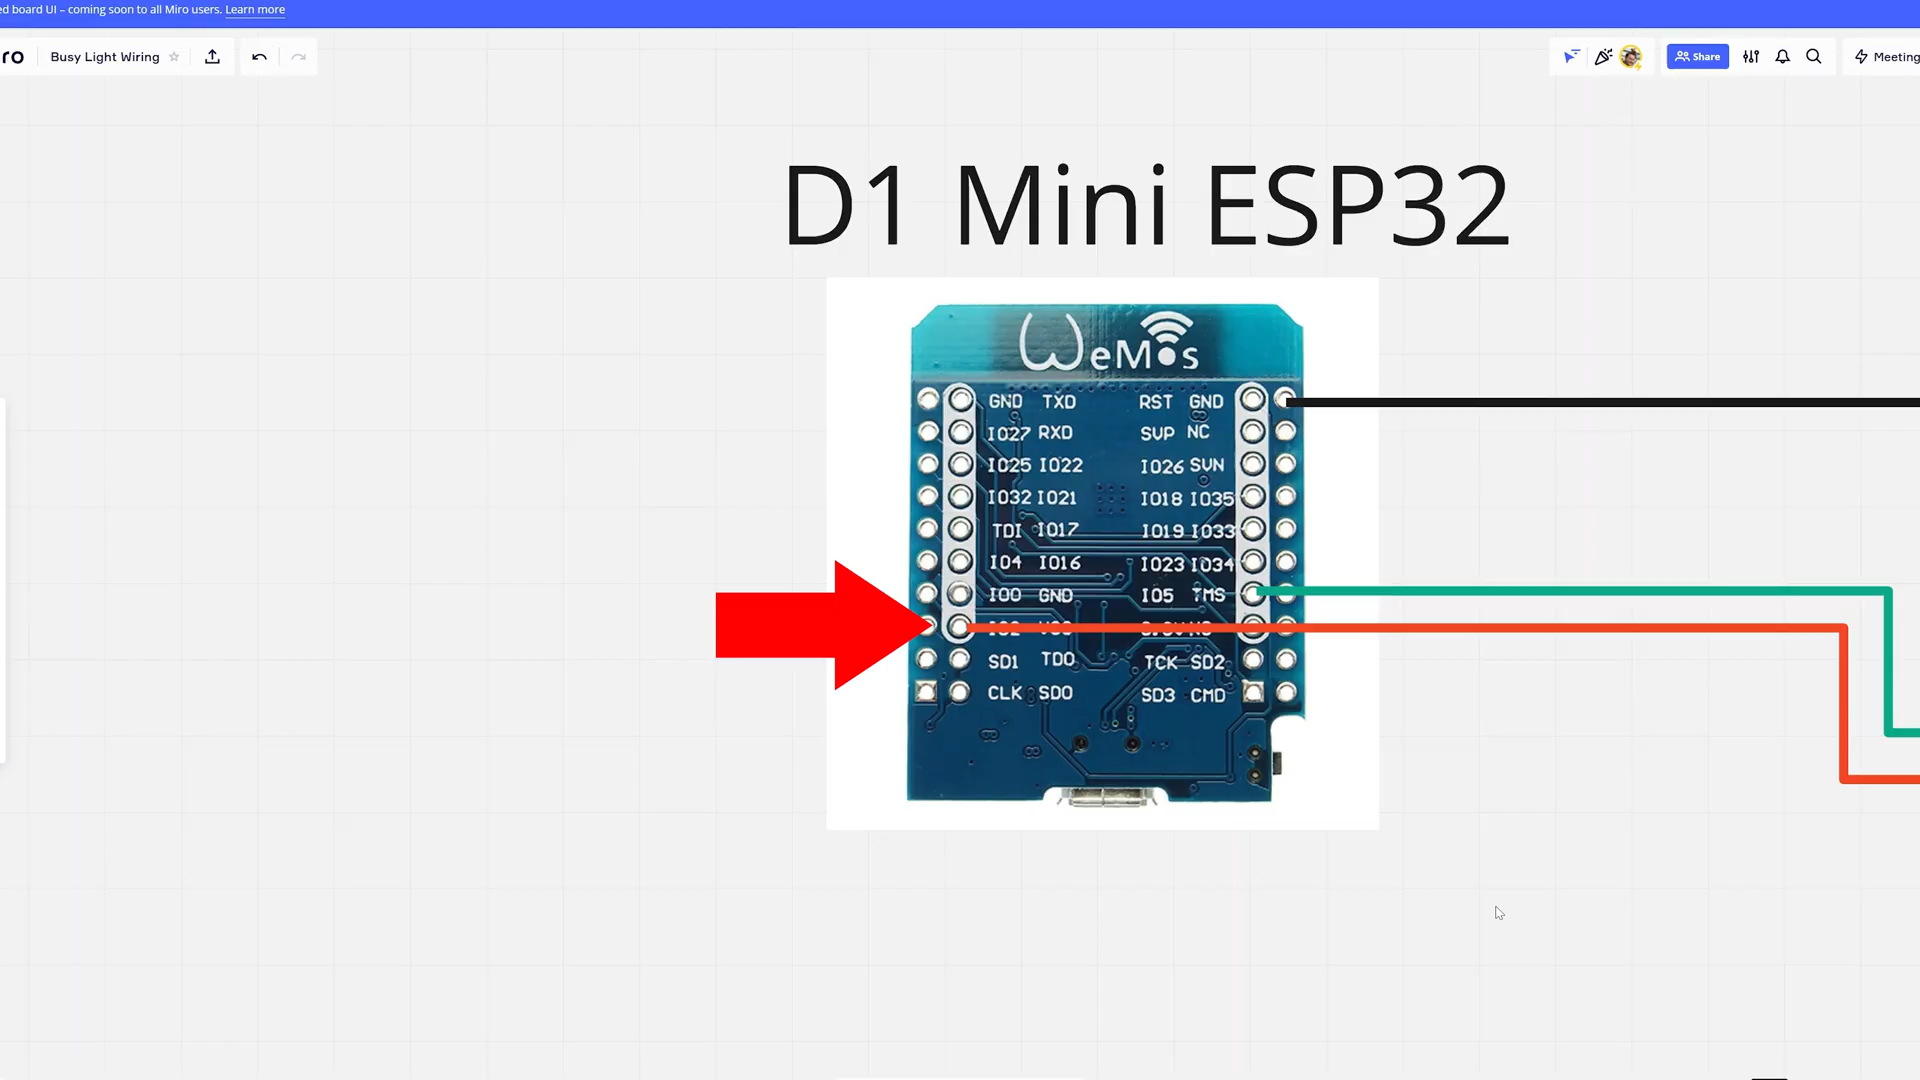 ed board UI – coming soon to all Miro users. Learn more
ro
Busy Light Wiring
Share
Meeting
D1 Mini ESP32
WeMos
GND TXD RST GND
IO27 RXD SVP NC
IO25 IO22 IO26 SVN
IO32 IO21 IO18 IO35
TDI IO17 IO19 IO33
IO4 IO16 IO23 IO34
IO0 GND IO5 TMS
SD1 TDO TCK SD2
CLK SD0 SD3 CMD